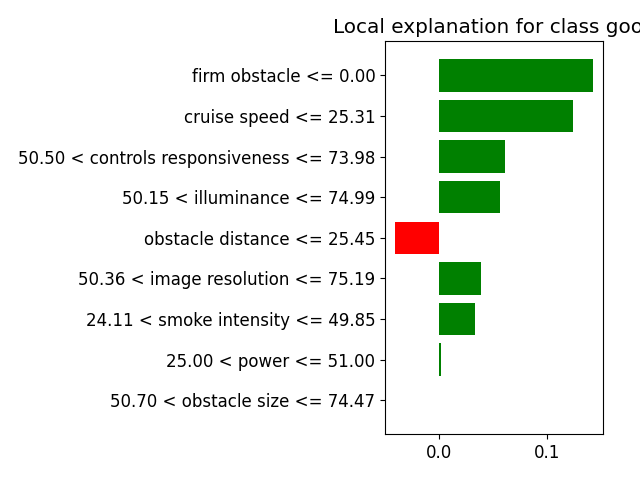 Local explanation for class goo
firm obstacle <= 0.00
cruise speed <= 25.31
50.50 < controls responsiveness <= 73.98
50.15 < illuminance <= 74.99
obstacle distance <= 25.45
50.36 < image resolution <= 75.19
24.11 < smoke intensity <= 49.85
25.00 < power <= 51.00
50.70 < obstacle size <= 74.47
0.0 0.1